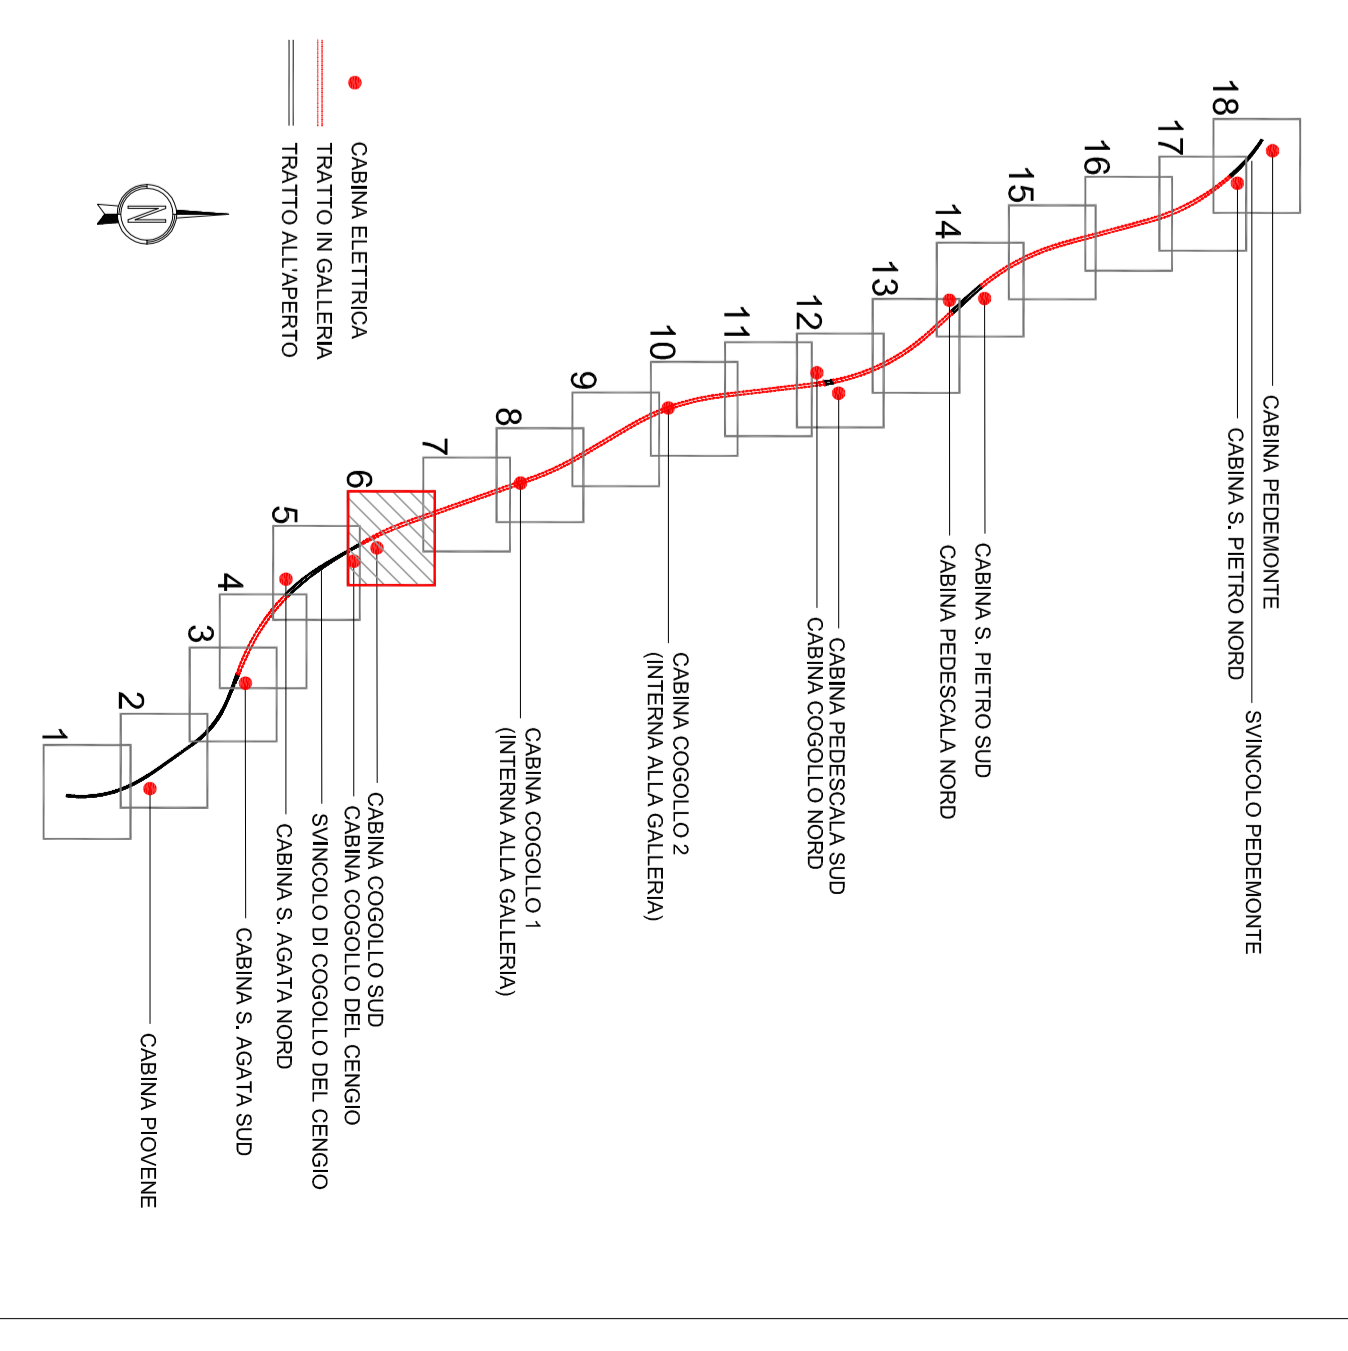 CABINA ELETTRICA
TRATTO IN GALLERIA
TRATTO ALL'APERTO
N
18
17
16
15
14
13
12
11
10
9
8
7
6
5
4
3
2
1
CABINA PEDEMONTE
SVINCOLO PEDEMONTE
CABINA S. PIETRO NORD
CABINA S. PIETRO SUD
CABINA PEDESCALA NORD
CABINA PEDESCALA SUD
CABINA COGOLLO NORD
CABINA COGOLLO 2
(INTERNA ALLA GALLERIA)
CABINA COGOLLO 1
(INTERNA ALLA GALLERIA)
CABINA COGOLLO SUD
CABINA COGOLLO DEL CENGIO
SVINCOLO DI COGOLLO DEL CENGIO
CABINA S. AGATA NORD
CABINA S. AGATA SUD
CABINA PIOVENE